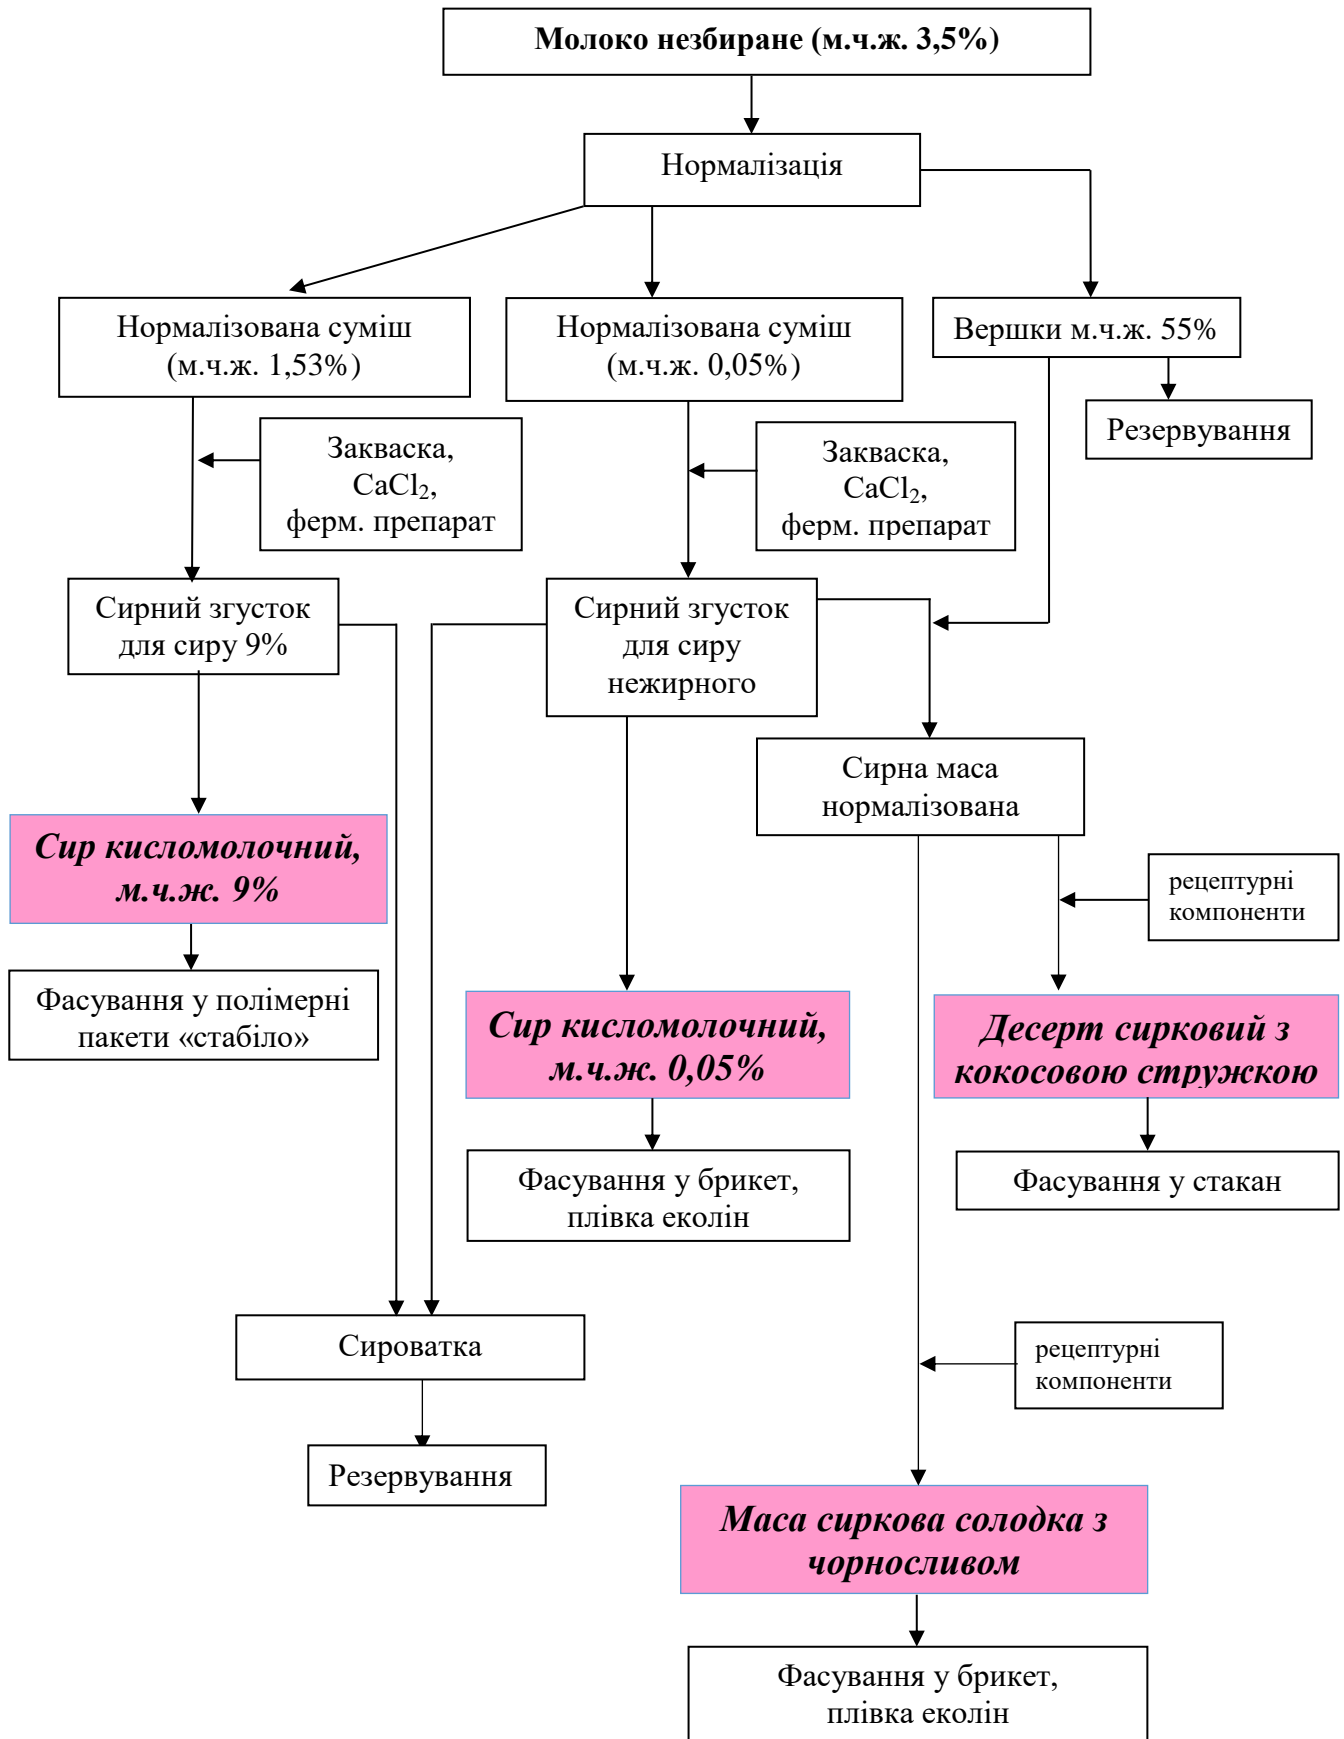 Молоко незбиране (м.ч.ж. 3,5%)
Нормалізація
Нормалізована суміш
(м.ч.ж. 1,53%)
Нормалізована суміш
(м.ч.ж. 0,05%)
Вершки м.ч.ж. 55%
Резервування
Закваска,
CaCl₂,
ферм. препарат
Закваска,
CaCl₂,
ферм. препарат
Сирний згусток
для сиру 9%
Сирний згусток
для сиру
нежирного
Сирна маса
нормалізована
Сир кисломолочний,
м.ч.ж. 9%
рецептурні
компоненти
Фасування у полімерні
пакети «стабіло»
Сир кисломолочний,
м.ч.ж. 0,05%
Десерт сирковий з
кокосовою стружкою
Фасування у брикет,
плівка еколін
Фасування у стакан
Сироватка
рецептурні
компоненти
Резервування
Маса сиркова солодка з
чорносливом
Фасування у брикет,
плівка еколін